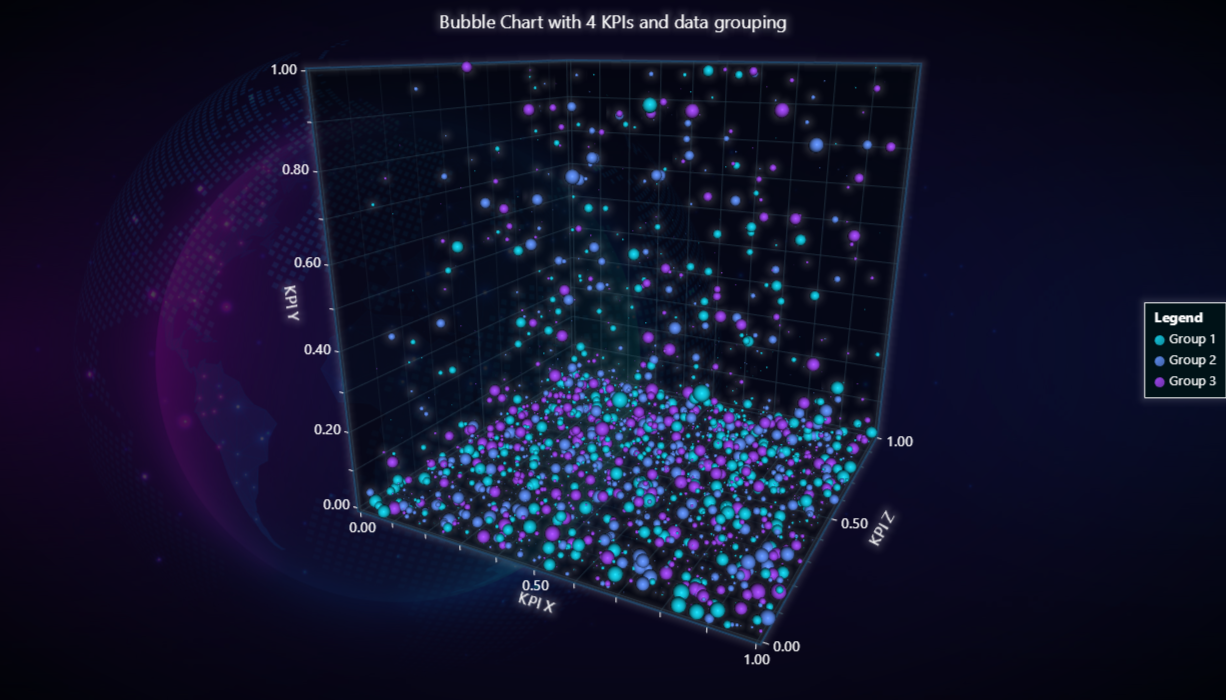 Bubble Chart with 4 KPIs and data grouping
1.00
0.80
0.60
0.40
0.20
0.00
KPI Y
0.00
0.50
1.00
KPI X
0.00
0.50
1.00
KPI Z
Legend
Group 1
Group 2
Group 3